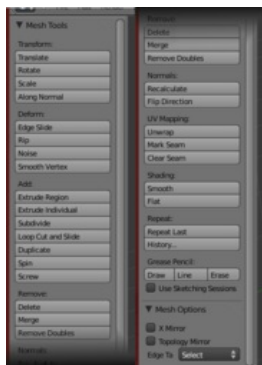 Mesh Tools
Transform:
Translate
Rotate
Scale
Along Normal
Deform:
Edge Slide
Rip
Noise
Smooth Vertex
Add:
Extrude Region
Extrude Individual
Subdivide
Loop Cut and Slide
Duplicate
Spin
Screw
Remove:
Delete
Merge
Remove Doubles
Normals:
Remove:
Delete
Merge
Remove Doubles
Normals:
Recalculate
Flip Direction
UV Mapping:
Unwrap
Mark Seam
Clear Seam
Shading:
Smooth
Flat
Repeat:
Repeat Last
History...
Grease Pencil:
Draw Line Erase
Use Sketching Sessions
Mesh Options
X Mirror
Topology Mirror
Edge Ta Select